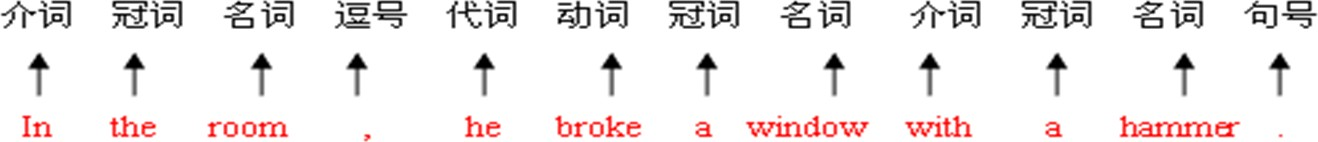 介词 冠词 名词 逗号 代词 动词 冠词 名词 介词 冠词 名词 句号
In the room , he broke a window with a hammer .